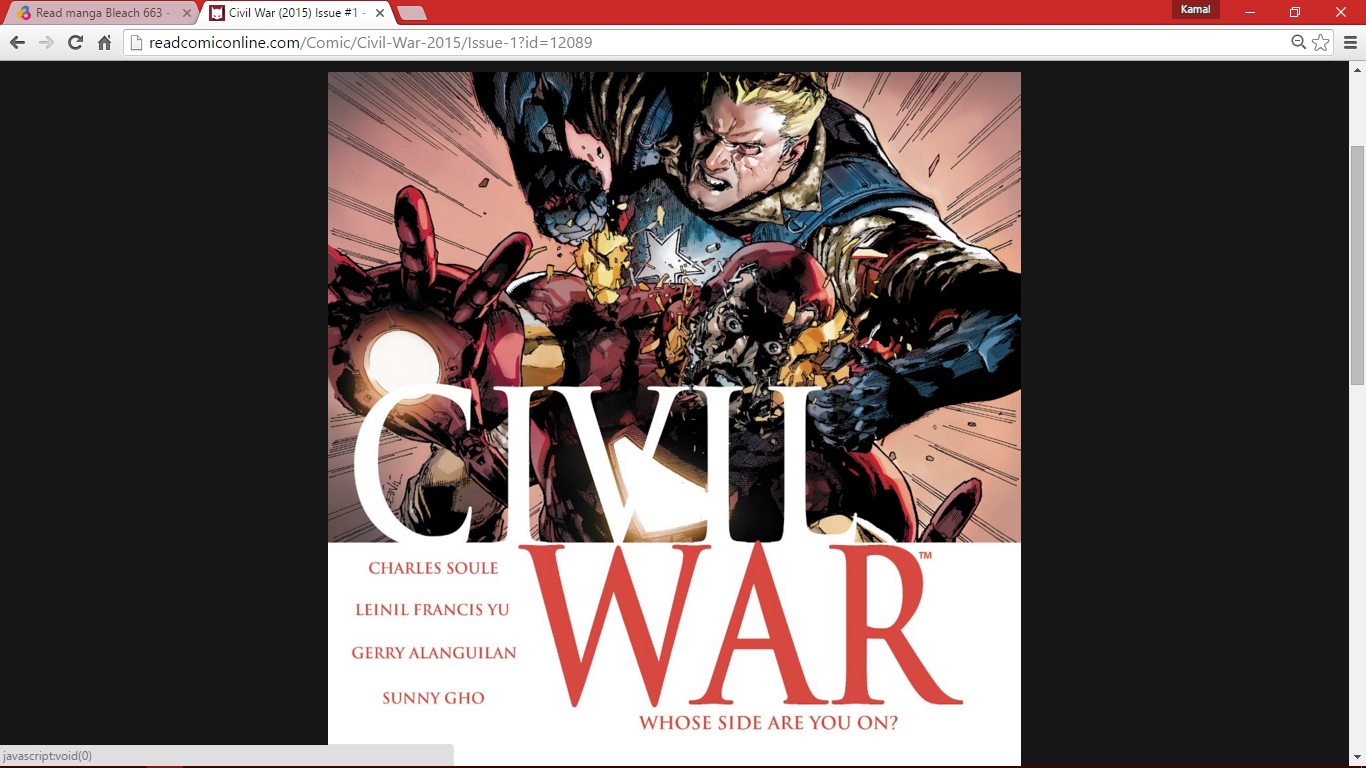 Read manga Bleach 663 -
Civil War (2015) Issue #1 -
Kamal
readcomiconline.com/Comic/Civil-War-2015/Issue-1?id=12089
CIVIL
WAR™
CHARLES SOULE
LEINIL FRANCIS YU
GERRY ALANGUILAN
SUNNY GHO
WHOSE SIDE ARE YOU ON?
javascript:void(0)